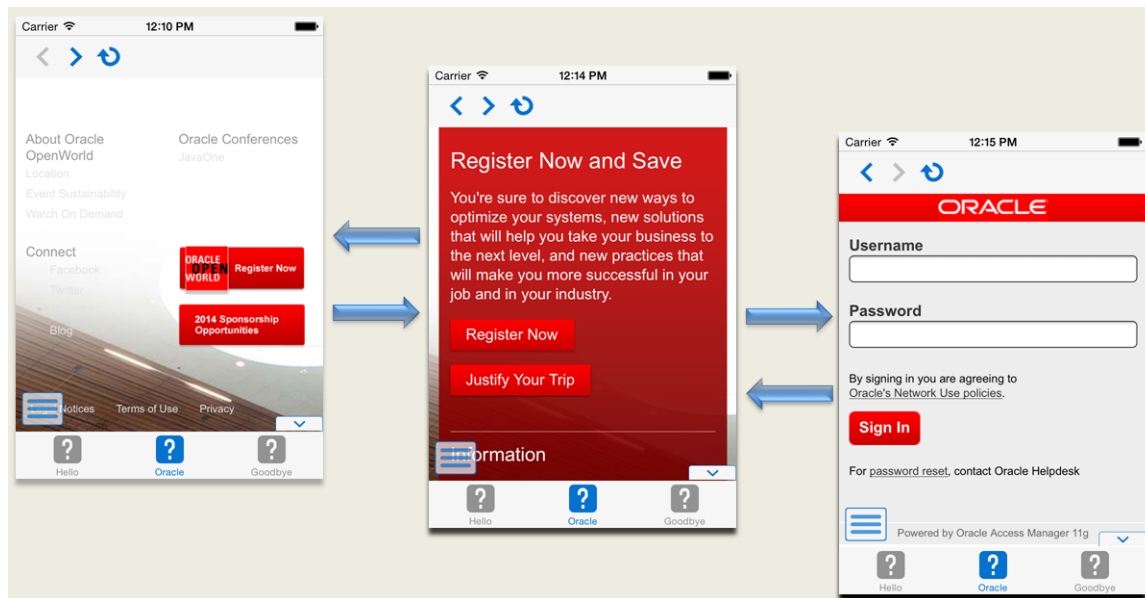 Carrier 12:10 PM
About Oracle
OpenWorld
Location
Event Sustainability
Watch On Demand
Oracle Conferences
JavaOne
Connect
Facebook
Twitter
Blog
ORACLE
OPEN
WORLD
Register Now
2014 Sponsorship
Opportunities
Notices Terms of Use Privacy
Hello Oracle Goodbye
Carrier 12:14 PM
Register Now and Save
You're sure to discover new ways to
optimize your systems, new solutions
that will help you take your business to
the next level, and new practices that
will make you more successful in your
job and in your industry.
Register Now
Justify Your Trip
Information
Hello Oracle Goodbye
Carrier 12:15 PM
ORACLE
Username
Password
By signing in you are agreeing to
Oracle's Network Use policies.
Sign In
For password reset, contact Oracle Helpdesk
Powered by Oracle Access Manager 11g
Hello Oracle Goodbye